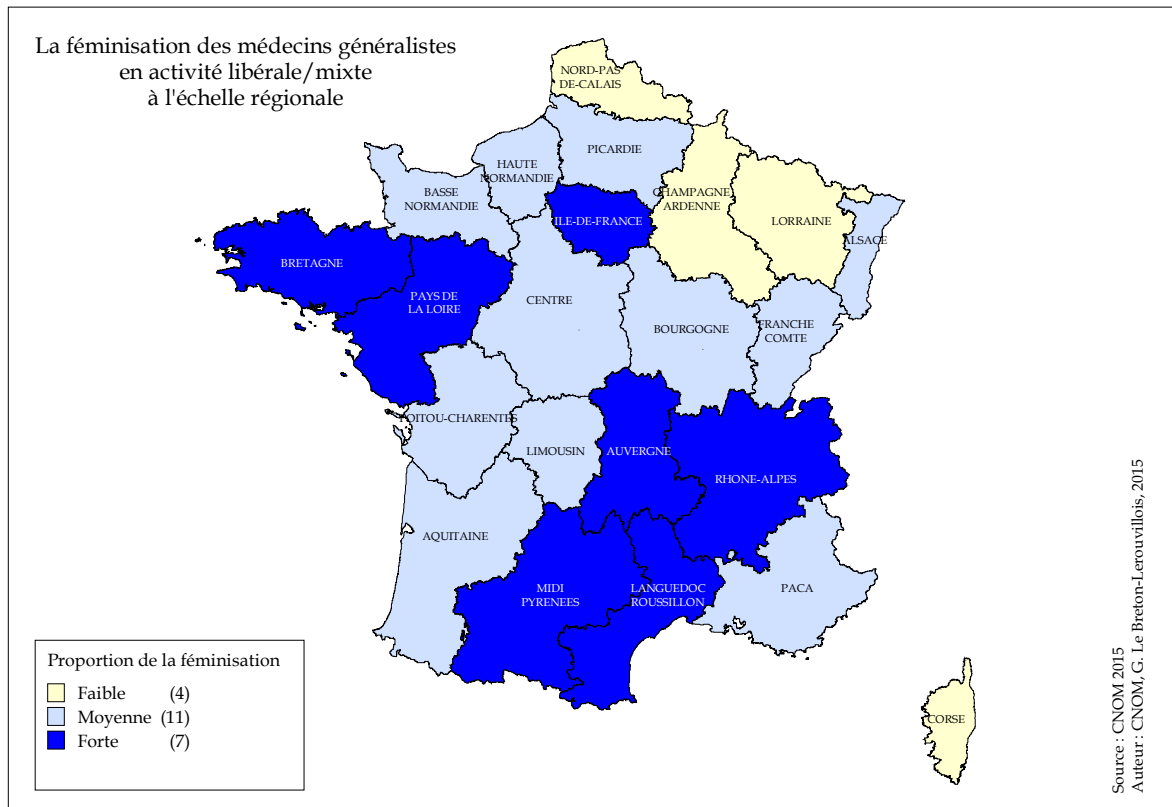 La féminisation des médecins généralistes
en activité libérale/mixte
à l'échelle régionale
NORD-PAS
DE-CALAIS
PICARDIE
HAUTE
NORMANDIE
BASSE
NORMANDIE
CHAMPAGNE
ARDENNE
ILE-DE-FRANCE
LORRAINE
ALSACE
BRETAGNE
PAYS DE
LA LOIRE
CENTRE
BOURGOGNE
FRANCHE
COMTE
POITOU-CHARENTES
LIMOUSIN
AUVERGNE
RHONE-ALPES
AQUITAINE
MIDI
PYRENEES
LANGUEDOC
ROUSSILLON
PACA
CORSE
Proportion de la féminisation
Faible (4)
Moyenne (11)
Forte (7)
Source : CNOM 2015
Auteur : CNOM, G. Le Breton-Lerouvillois, 2015